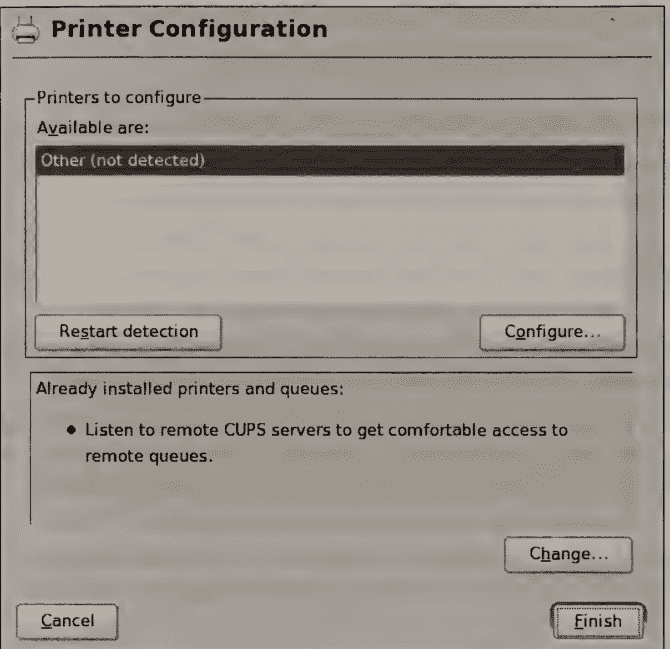 Printer Configuration
Printers to configure
Available are:
Other (not detected)
Restart detection
Configure...
Already installed printers and queues:
• Listen to remote CUPS servers to get comfortable access to
remote queues.
Change...
Cancel
Finish